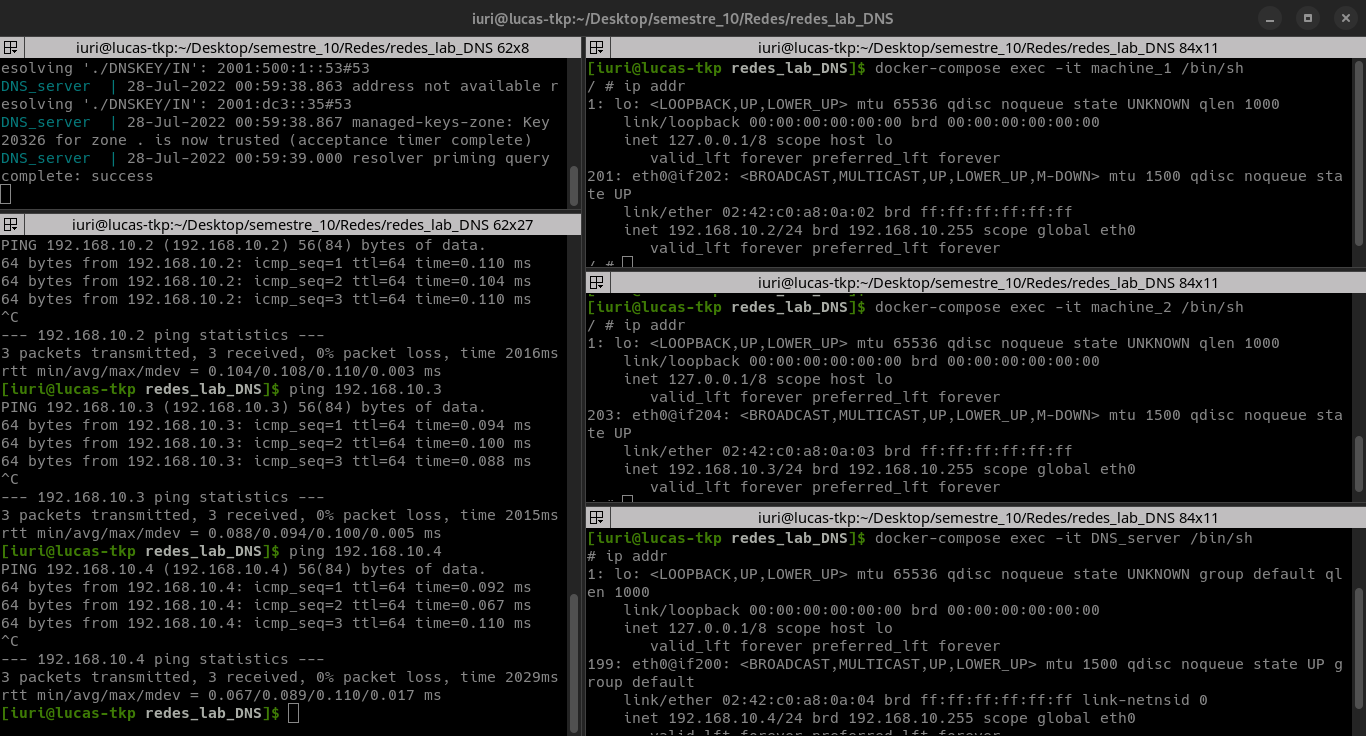 iuri@lucas-tkp:~/Desktop/semestre_10/Redes/redes_lab_DNS
iuri@lucas-tkp:~/Desktop/semestre_10/Redes/redes_lab_DNS 62x8
esolving './DNSKEY/IN': 2001:500:1::53#53
DNS_server  | 28-Jul-2022 00:59:38.863 address not available r
esolving './DNSKEY/IN': 2001:dc3::35#53
DNS_server  | 28-Jul-2022 00:59:38.867 managed-keys-zone: Key
20326 for zone . is now trusted (acceptance timer complete)
DNS_server  | 28-Jul-2022 00:59:39.000 resolver priming query
complete: success
iuri@lucas-tkp:~/Desktop/semestre_10/Redes/redes_lab_DNS 62x27
PING 192.168.10.2 (192.168.10.2) 56(84) bytes of data.
64 bytes from 192.168.10.2: icmp_seq=1 ttl=64 time=0.110 ms
64 bytes from 192.168.10.2: icmp_seq=2 ttl=64 time=0.104 ms
64 bytes from 192.168.10.2: icmp_seq=3 ttl=64 time=0.110 ms
^C
--- 192.168.10.2 ping statistics ---
3 packets transmitted, 3 received, 0% packet loss, time 2016ms
rtt min/avg/max/mdev = 0.104/0.108/0.110/0.003 ms
[iuri@lucas-tkp redes_lab_DNS]$ ping 192.168.10.3
PING 192.168.10.3 (192.168.10.3) 56(84) bytes of data.
64 bytes from 192.168.10.3: icmp_seq=1 ttl=64 time=0.094 ms
64 bytes from 192.168.10.3: icmp_seq=2 ttl=64 time=0.100 ms
64 bytes from 192.168.10.3: icmp_seq=3 ttl=64 time=0.088 ms
^C
--- 192.168.10.3 ping statistics ---
3 packets transmitted, 3 received, 0% packet loss, time 2015ms
rtt min/avg/max/mdev = 0.088/0.094/0.100/0.005 ms
[iuri@lucas-tkp redes_lab_DNS]$ ping 192.168.10.4
PING 192.168.10.4 (192.168.10.4) 56(84) bytes of data.
64 bytes from 192.168.10.4: icmp_seq=1 ttl=64 time=0.092 ms
64 bytes from 192.168.10.4: icmp_seq=2 ttl=64 time=0.067 ms
64 bytes from 192.168.10.4: icmp_seq=3 ttl=64 time=0.110 ms
^C
--- 192.168.10.4 ping statistics ---
3 packets transmitted, 3 received, 0% packet loss, time 2029ms
rtt min/avg/max/mdev = 0.067/0.089/0.110/0.017 ms
[iuri@lucas-tkp redes_lab_DNS]$
iuri@lucas-tkp:~/Desktop/semestre_10/Redes/redes_lab_DNS 84x11
[iuri@lucas-tkp redes_lab_DNS]$ docker-compose exec -it machine_1 /bin/sh
/ # ip addr
1: lo: <LOOPBACK,UP,LOWER_UP> mtu 65536 qdisc noqueue state UNKNOWN qlen 1000
    link/loopback 00:00:00:00:00:00 brd 00:00:00:00:00:00
    inet 127.0.0.1/8 scope host lo
       valid_lft forever preferred_lft forever
201: eth0@if202: <BROADCAST,MULTICAST,UP,LOWER_UP,M-DOWN> mtu 1500 qdisc noqueue sta
te UP
    link/ether 02:42:c0:a8:0a:02 brd ff:ff:ff:ff:ff:ff
    inet 192.168.10.2/24 brd 192.168.10.255 scope global eth0
       valid_lft forever preferred_lft forever
/ #
iuri@lucas-tkp:~/Desktop/semestre_10/Redes/redes_lab_DNS 84x11
[iuri@lucas-tkp redes_lab_DNS]$ docker-compose exec -it machine_2 /bin/sh
/ # ip addr
1: lo: <LOOPBACK,UP,LOWER_UP> mtu 65536 qdisc noqueue state UNKNOWN qlen 1000
    link/loopback 00:00:00:00:00:00 brd 00:00:00:00:00:00
    inet 127.0.0.1/8 scope host lo
       valid_lft forever preferred_lft forever
203: eth0@if204: <BROADCAST,MULTICAST,UP,LOWER_UP,M-DOWN> mtu 1500 qdisc noqueue sta
te UP
    link/ether 02:42:c0:a8:0a:03 brd ff:ff:ff:ff:ff:ff
    inet 192.168.10.3/24 brd 192.168.10.255 scope global eth0
       valid_lft forever preferred_lft forever
iuri@lucas-tkp:~/Desktop/semestre_10/Redes/redes_lab_DNS 84x11
[iuri@lucas-tkp redes_lab_DNS]$ docker-compose exec -it DNS_server /bin/sh
# ip addr
1: lo: <LOOPBACK,UP,LOWER_UP> mtu 65536 qdisc noqueue state UNKNOWN group default ql
en 1000
    link/loopback 00:00:00:00:00:00 brd 00:00:00:00:00:00
    inet 127.0.0.1/8 scope host lo
       valid_lft forever preferred_lft forever
199: eth0@if200: <BROADCAST,MULTICAST,UP,LOWER_UP> mtu 1500 qdisc noqueue state UP g
roup default
    link/ether 02:42:c0:a8:0a:04 brd ff:ff:ff:ff:ff:ff link-netnsid 0
    inet 192.168.10.4/24 brd 192.168.10.255 scope global eth0